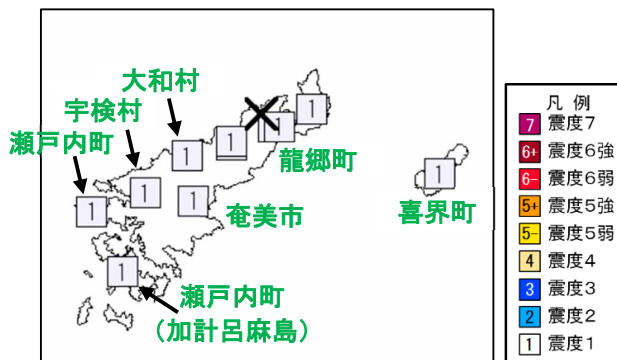 大和村
宇検村
瀬戸内町
1
1
1
龍郷町
1
1
1
1
1
奄美市
喜界町
1
瀬戸内町
(加計呂麻島)
凡 例
7 震度7
6+ 震度6強
6- 震度6弱
5+ 震度5強
5- 震度5弱
4 震度4
3 震度3
2 震度2
1 震度1